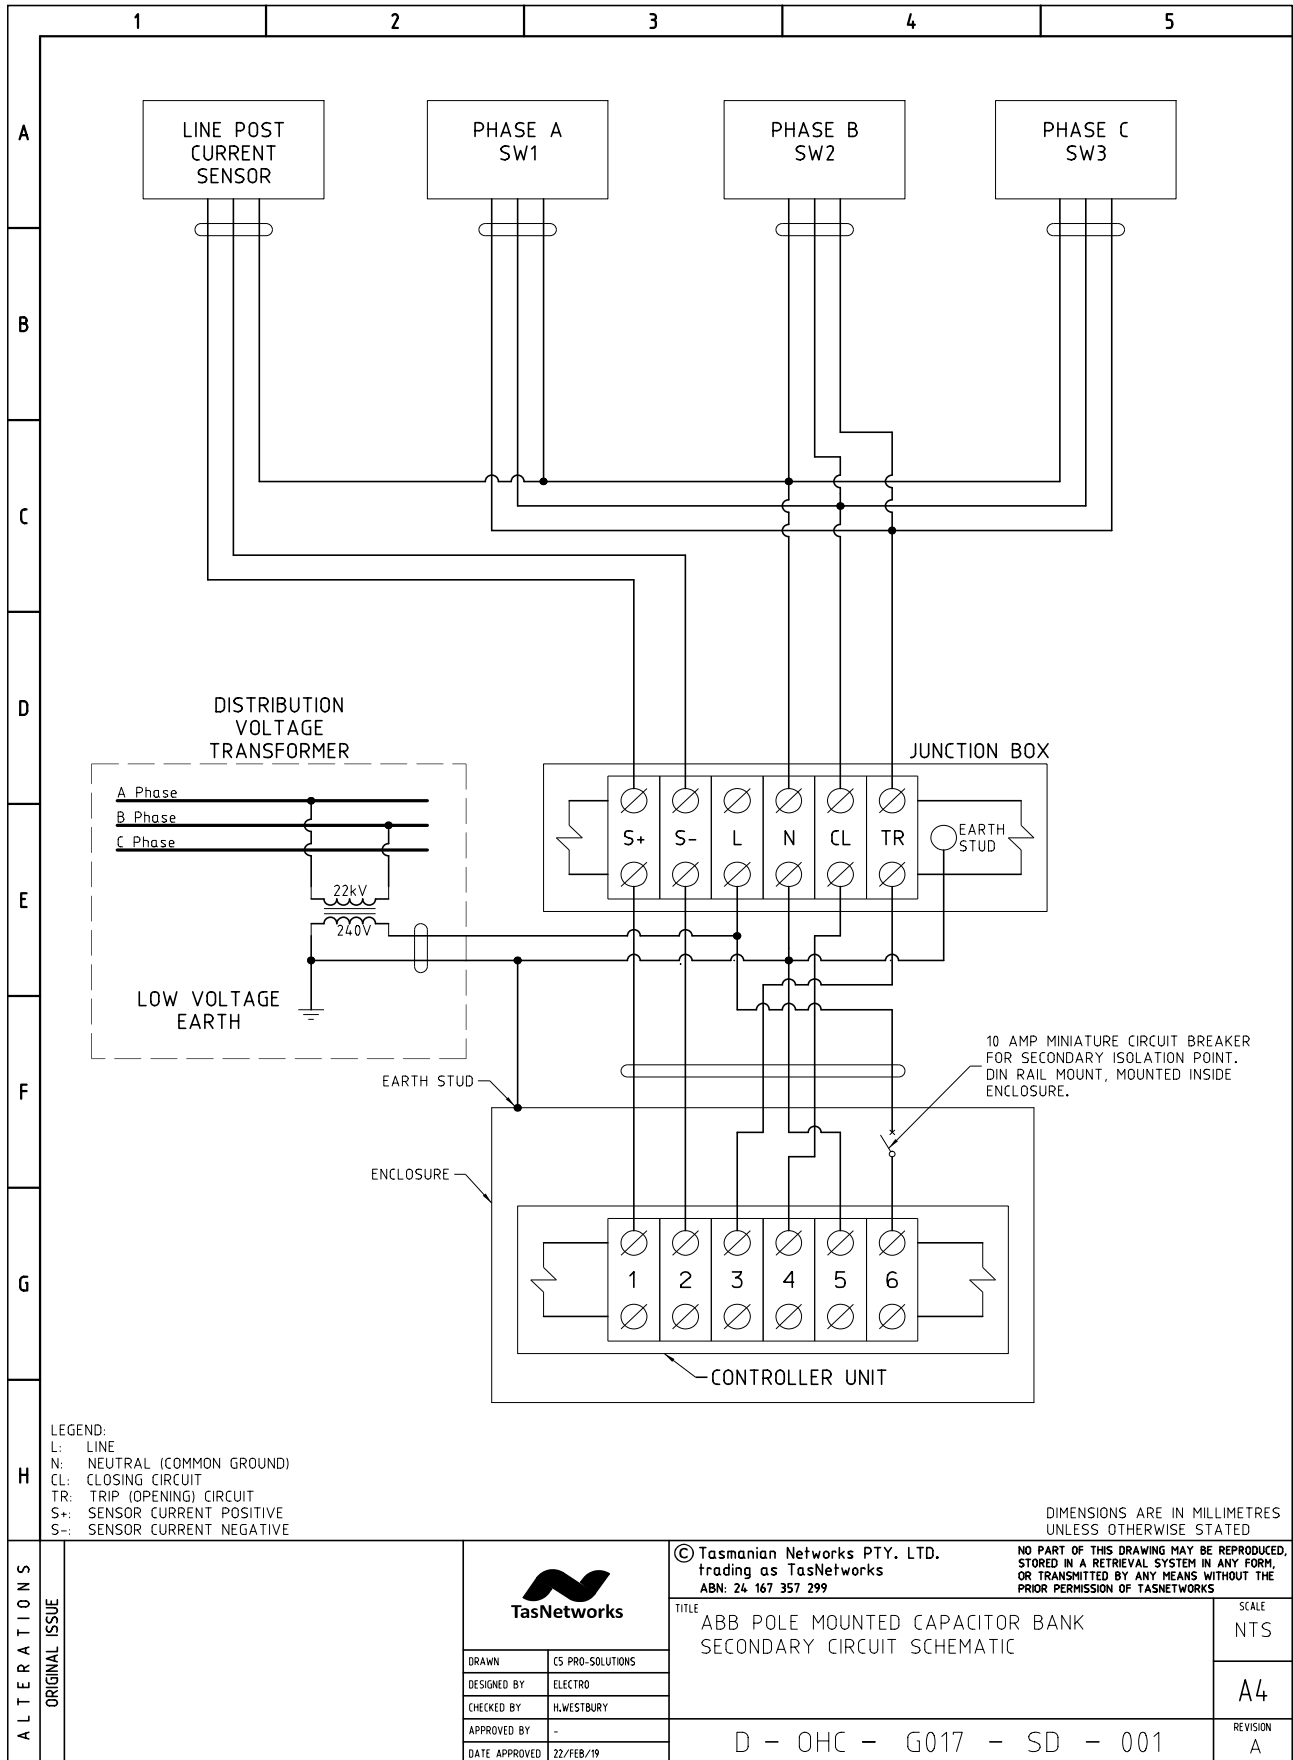 1 2 3 4 5
A
B
C
D
E
F
G
H
LINE POST
CURRENT
SENSOR
PHASE A
SW1
PHASE B
SW2
PHASE C
SW3
DISTRIBUTION
VOLTAGE
TRANSFORMER
A Phase
B Phase
C Phase
22kV
240V
LOW VOLTAGE
EARTH
JUNCTION BOX
S+ S- L N CL TR
EARTH
STUD
10 AMP MINIATURE CIRCUIT BREAKER
FOR SECONDARY ISOLATION POINT.
DIN RAIL MOUNT, MOUNTED INSIDE
ENCLOSURE.
EARTH STUD
ENCLOSURE
1 2 3 4 5 6
CONTROLLER UNIT
LEGEND:
L: LINE
N: NEUTRAL (COMMON GROUND)
CL: CLOSING CIRCUIT
TR: TRIP (OPENING) CIRCUIT
S+: SENSOR CURRENT POSITIVE
S-: SENSOR CURRENT NEGATIVE
DIMENSIONS ARE IN MILLIMETRES
UNLESS OTHERWISE STATED
ALTERATIONS
ORIGINAL ISSUE
TasNetworks
DRAWN CS PRO-SOLUTIONS
DESIGNED BY ELECTRO
CHECKED BY H.WESTBURY
APPROVED BY -
DATE APPROVED 22/FEB/19
© Tasmanian Networks PTY. LTD.
trading as TasNetworks
ABN: 24 167 357 299
NO PART OF THIS DRAWING MAY BE REPRODUCED,
STORED IN A RETRIEVAL SYSTEM IN ANY FORM,
OR TRANSMITTED BY ANY MEANS WITHOUT THE
PRIOR PERMISSION OF TASNETWORKS
TITLE
ABB POLE MOUNTED CAPACITOR BANK
SECONDARY CIRCUIT SCHEMATIC
SCALE
NTS
A4
D - OHC - G017 - SD - 001
REVISION
A